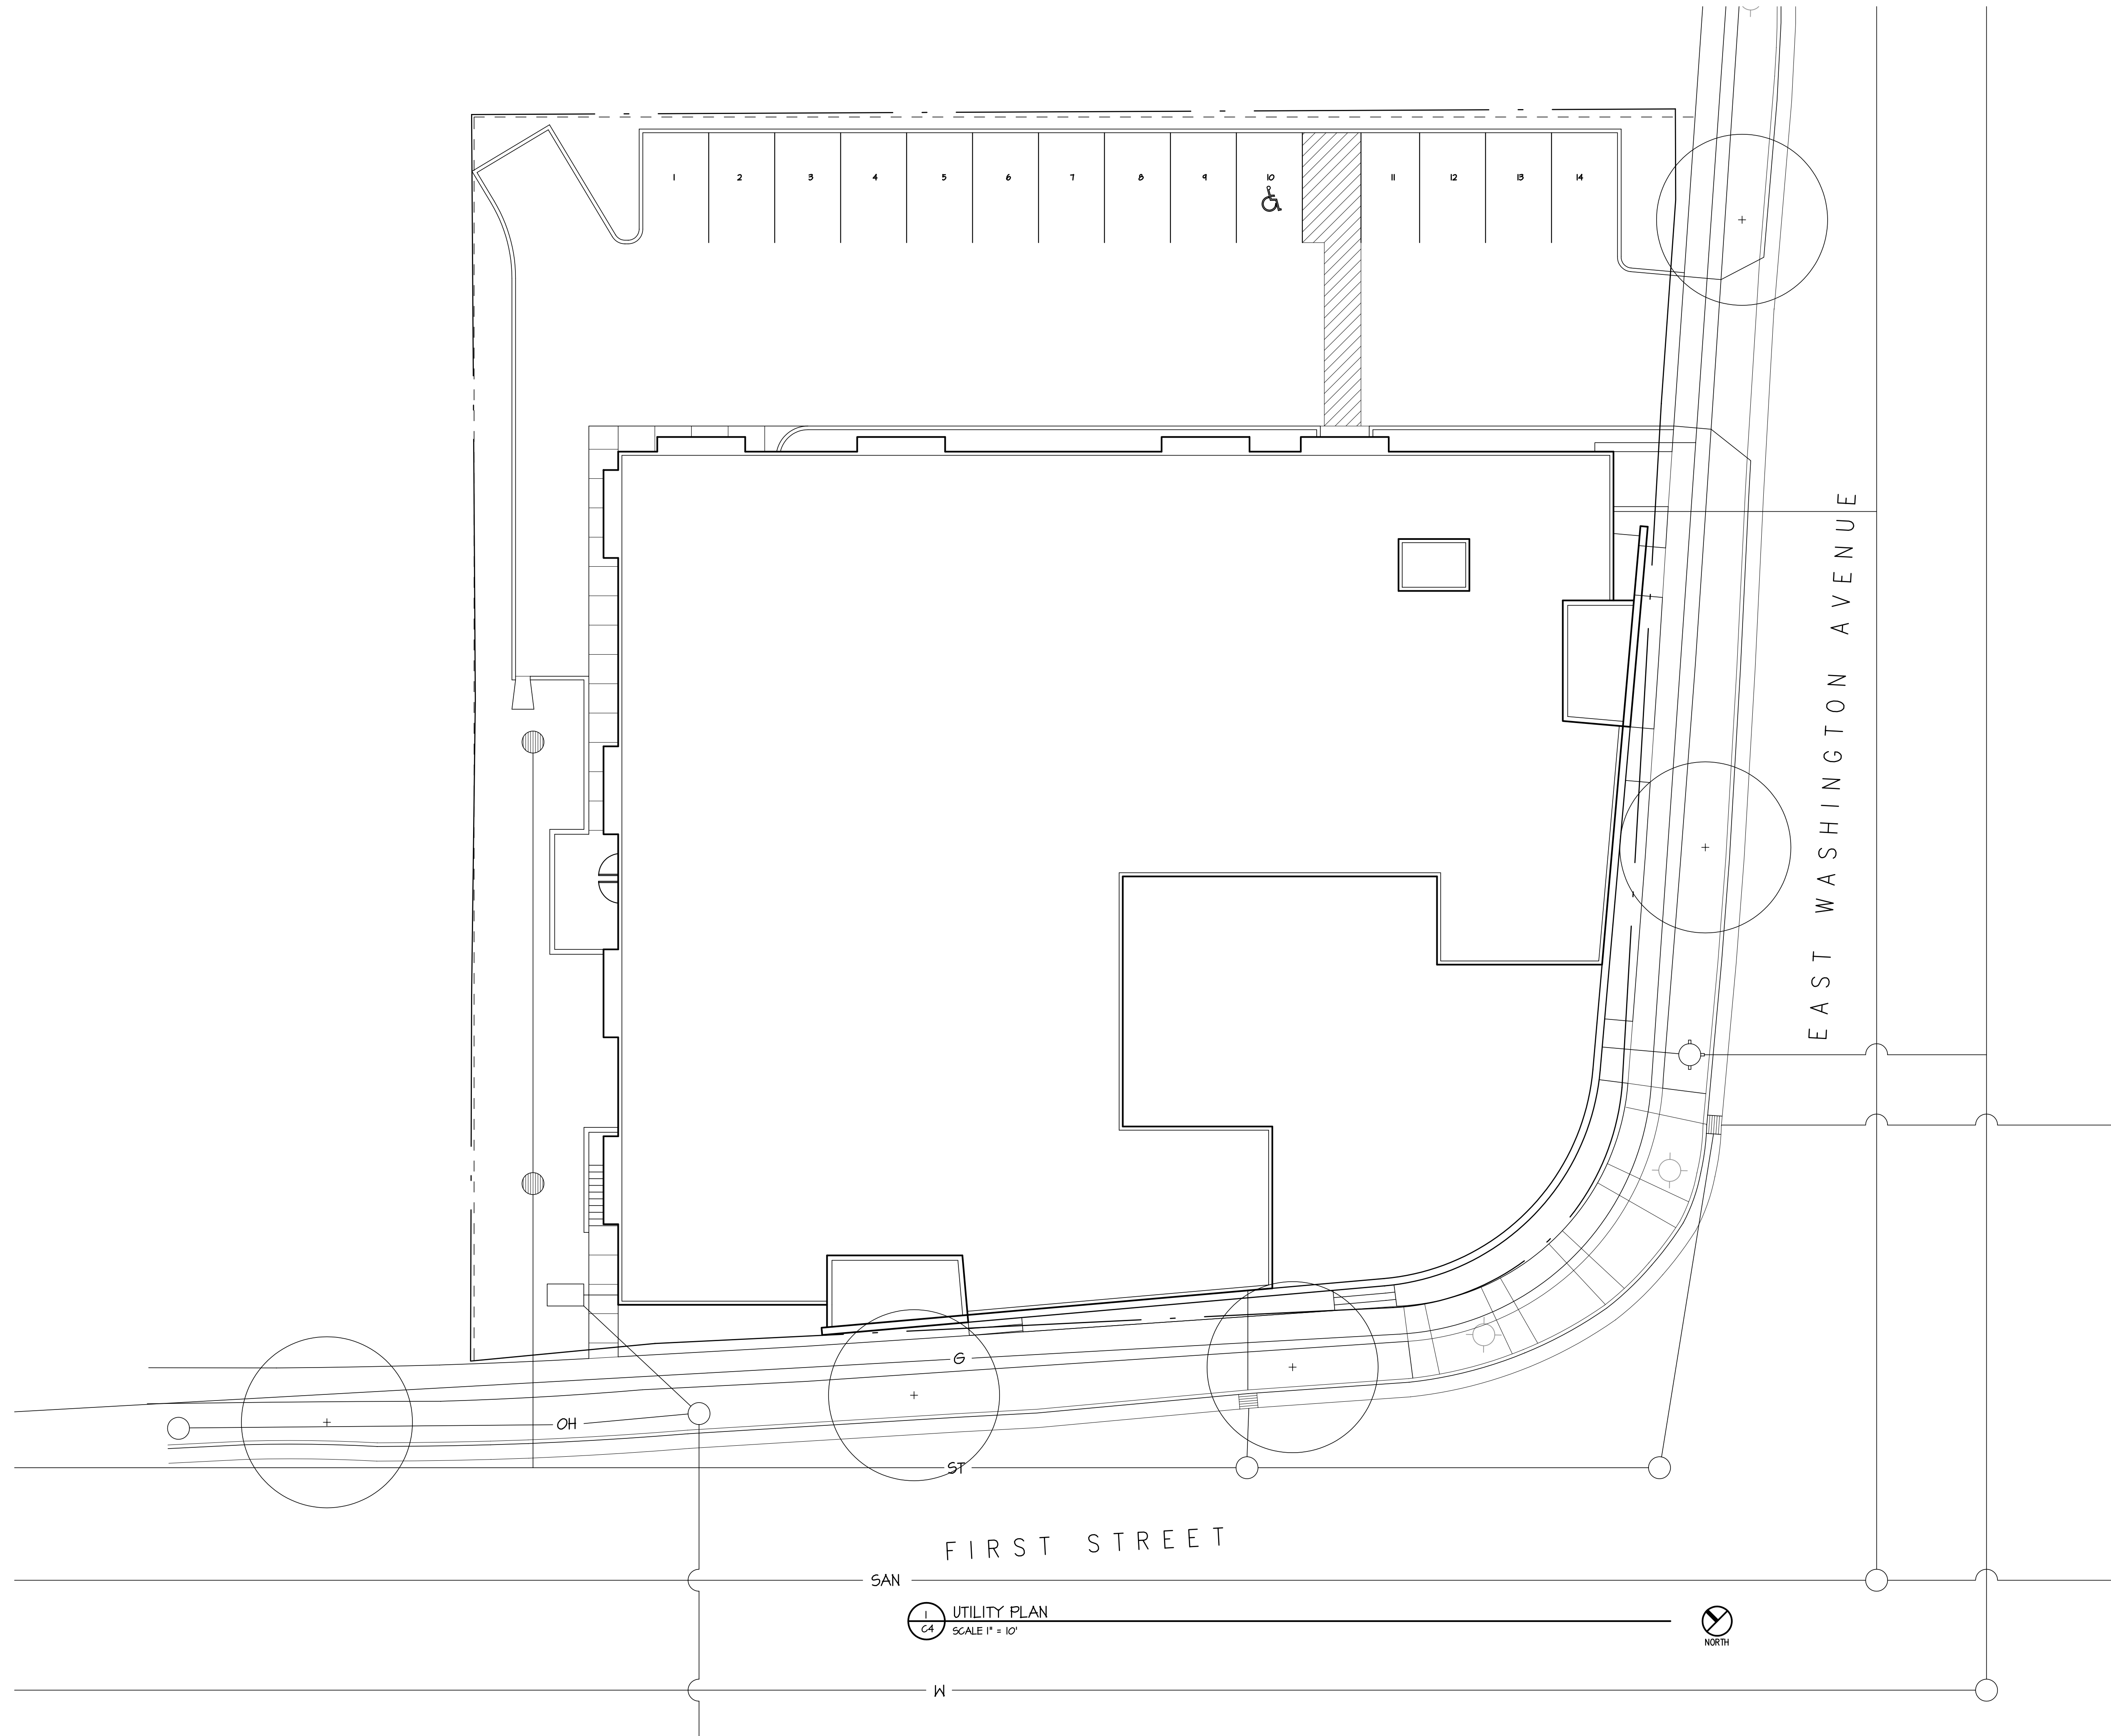 1 2 3 4 5 6 7 8 9 10 11 12 13 14
EAST WASHINGTON AVENUE
G
OH
ST
FIRST STREET
SAN
1
C4
UTILITY PLAN
SCALE 1" = 10'
NORTH
W